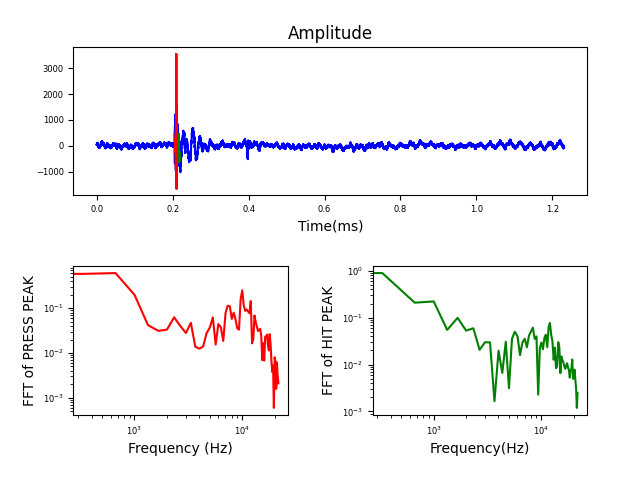 Amplitude
3000
2000
1000
0
−1000
0.0 0.2 0.4 0.6 0.8 1.0 1.2
Time(ms)
FFT of PRESS PEAK
10⁻¹
10⁻²
10⁻³
10³ 10⁴
Frequency (Hz)
FFT of HIT PEAK
10⁰
10⁻¹
10⁻²
10⁻³
10³ 10⁴
Frequency(Hz)